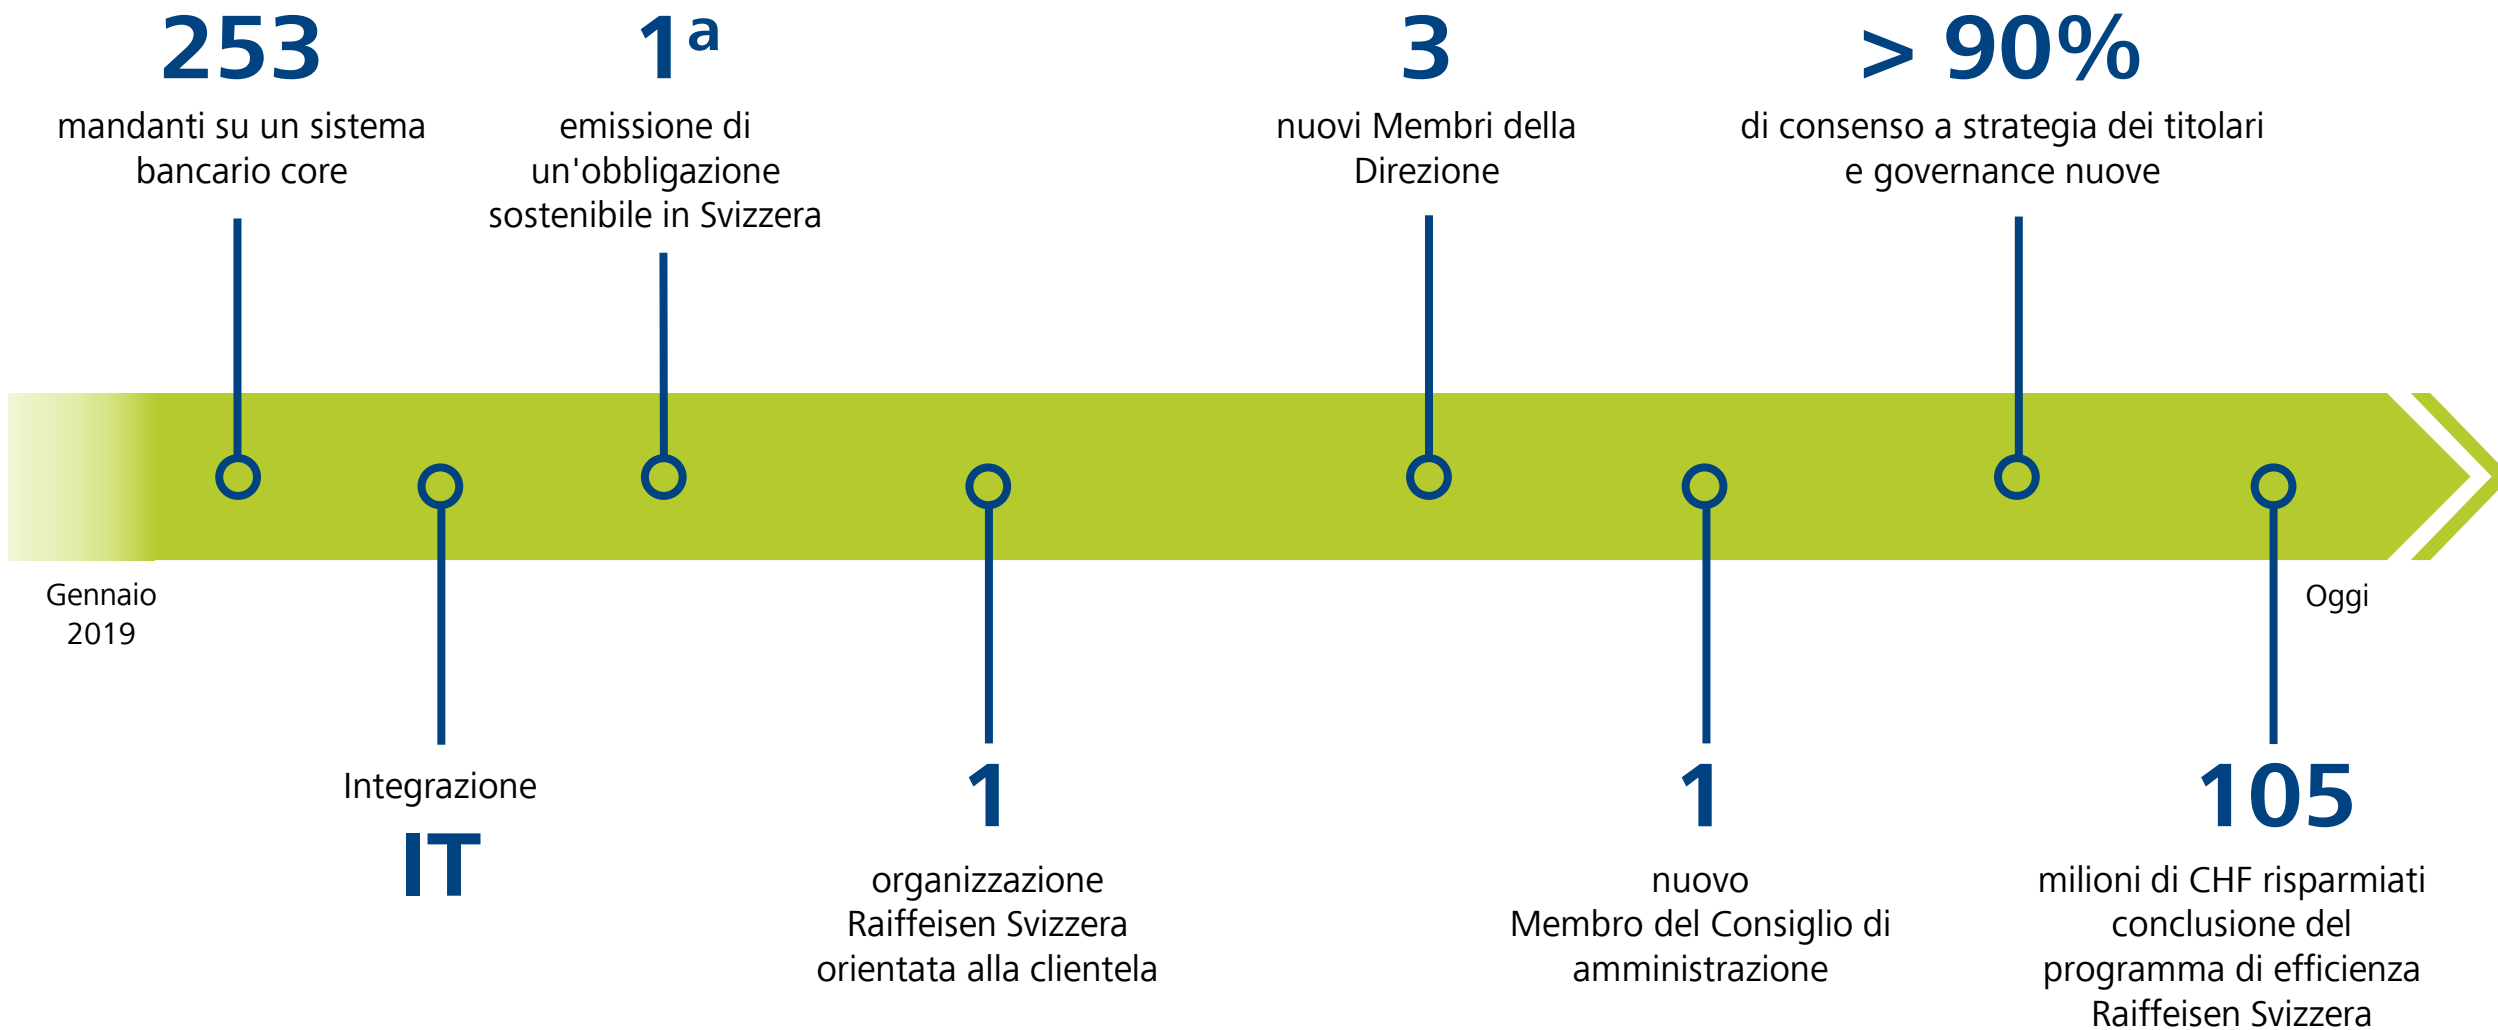 253
mandanti su un sistema
bancario core
1ª
emissione di
un'obbligazione
sostenibile in Svizzera
3
nuovi Membri della
Direzione
> 90%
di consenso a strategia dei titolari
e governance nuove
Gennaio
2019
Oggi
Integrazione
IT
1
organizzazione
Raiffeisen Svizzera
orientata alla clientela
1
nuovo
Membro del Consiglio di
amministrazione
105
milioni di CHF risparmiati
conclusione del
programma di efficienza
Raiffeisen Svizzera